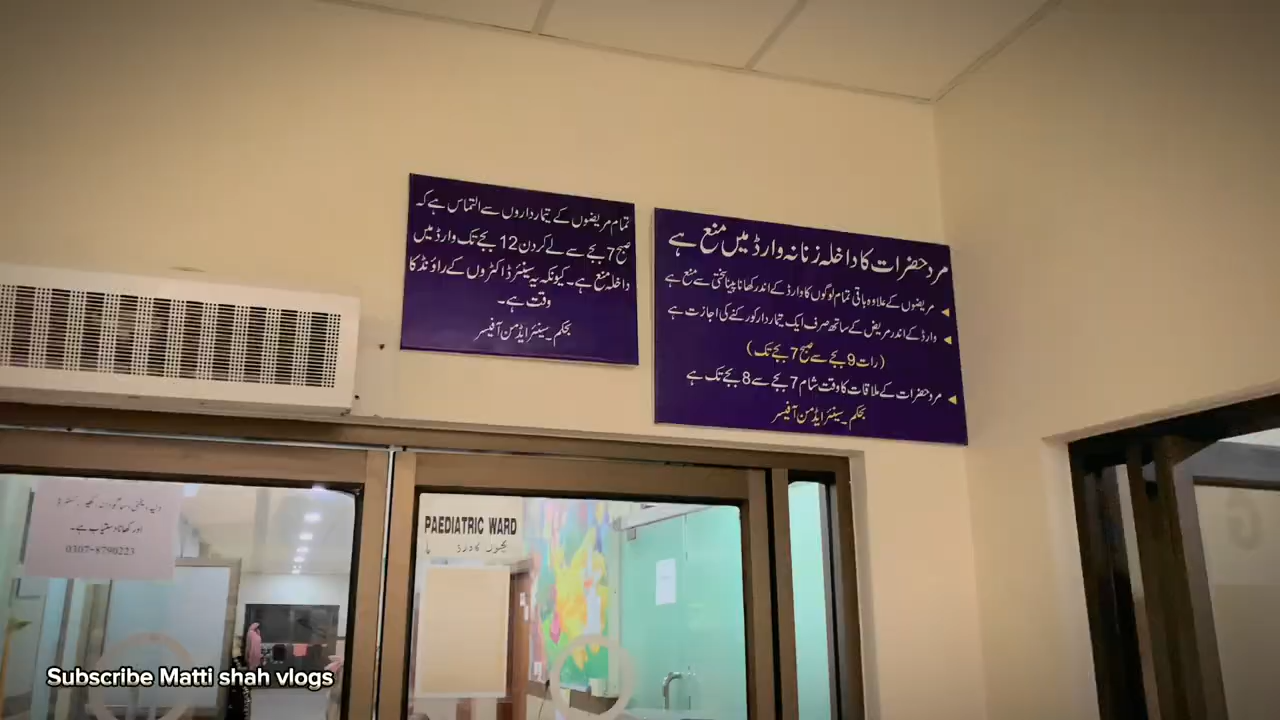 تمام مریضوں کے تیمارداروں سے التماس ہے کہ
صبح 7 بجے سے لے کر دن 12 بجے تک وارڈ میں
داخلہ منع ہے۔ کیونکہ یہ سینئر ڈاکٹروں کے راؤنڈ کا
وقت ہے۔
بحکم۔ سینئر ایڈمن آفیسر
مرد حضرات کا داخلہ زنانہ وارڈ میں منع ہے
مریضوں کے علاوہ باقی تمام لوگوں کا وارڈ کے اندر کھانا پینا سختی سے منع ہے
وارڈ کے اندر مریض کے ساتھ صرف ایک تیماردار کو رکنے کی اجازت ہے
(رات 9 بجے سے صبح 7 بجے تک)
مرد حضرات کے ملاقات کا وقت شام 7 بجے سے 8 بجے تک ہے
بحکم۔ سینئر ایڈمن آفیسر
اور کھانا دستیاب ہے۔
0307-8790223
PAEDIATRIC WARD
Subscribe Matti shah vlogs